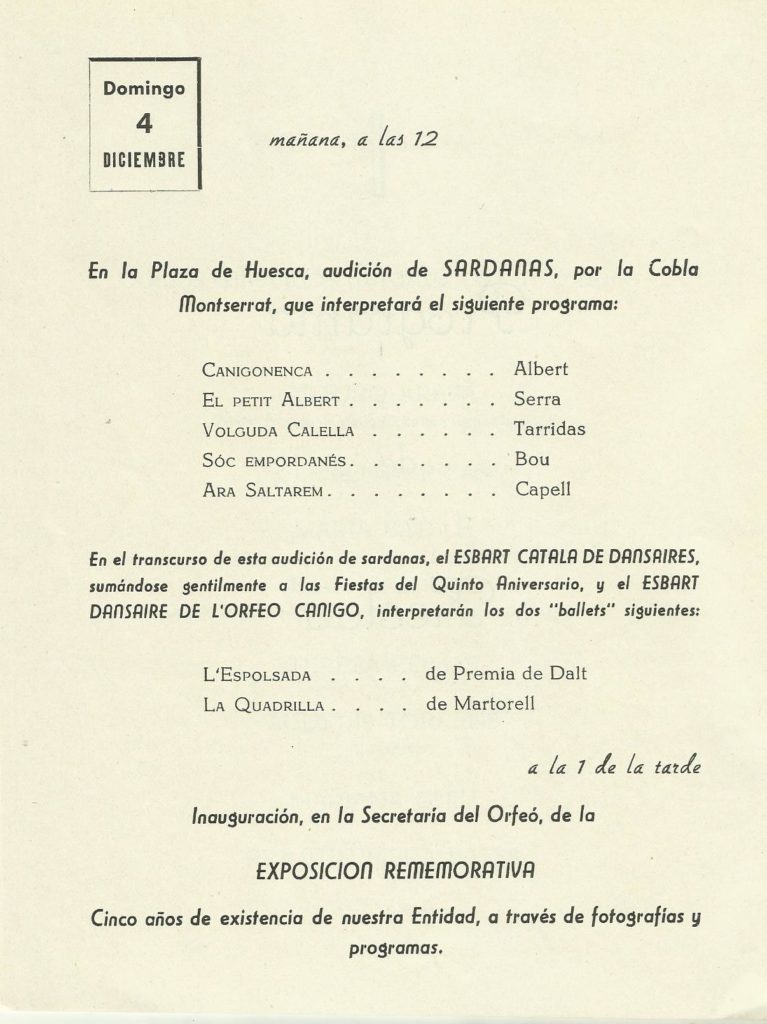 Domingo
4
DICIEMBRE
mañana, a las 12
En la Plaza de Huesca, audición de SARDANAS, por la Cobla
Montserrat, que interpretará el siguiente programa:
CANIGONENCA . . . . . . . . Albert
EL PETIT ALBERT . . . . . . . Serra
VOLGUDA CALELLA . . . . . . Tarridas
SÓC EMPORDANÉS . . . . . . . Bou
ARA SALTAREM . . . . . . . . Capell
En el transcurso de esta audición de sardanas, el ESBART CATALA DE DANSAIRES,
sumándose gentilmente a las Fiestas del Quinto Aniversario, y el ESBART
DANSAIRE DE L'ORFEO CANIGO, interpretarán los dos "ballets" siguientes:
L'ESPOLSADA . . . . de Premia de Dalt
LA QUADRILLA . . . . de Martorell
a la 1 de la tarde
Inauguración, en la Secretaría del Orfeó, de la
EXPOSICION REMEMORATIVA
Cinco años de existencia de nuestra Entidad, a través de fotografías y
programas.